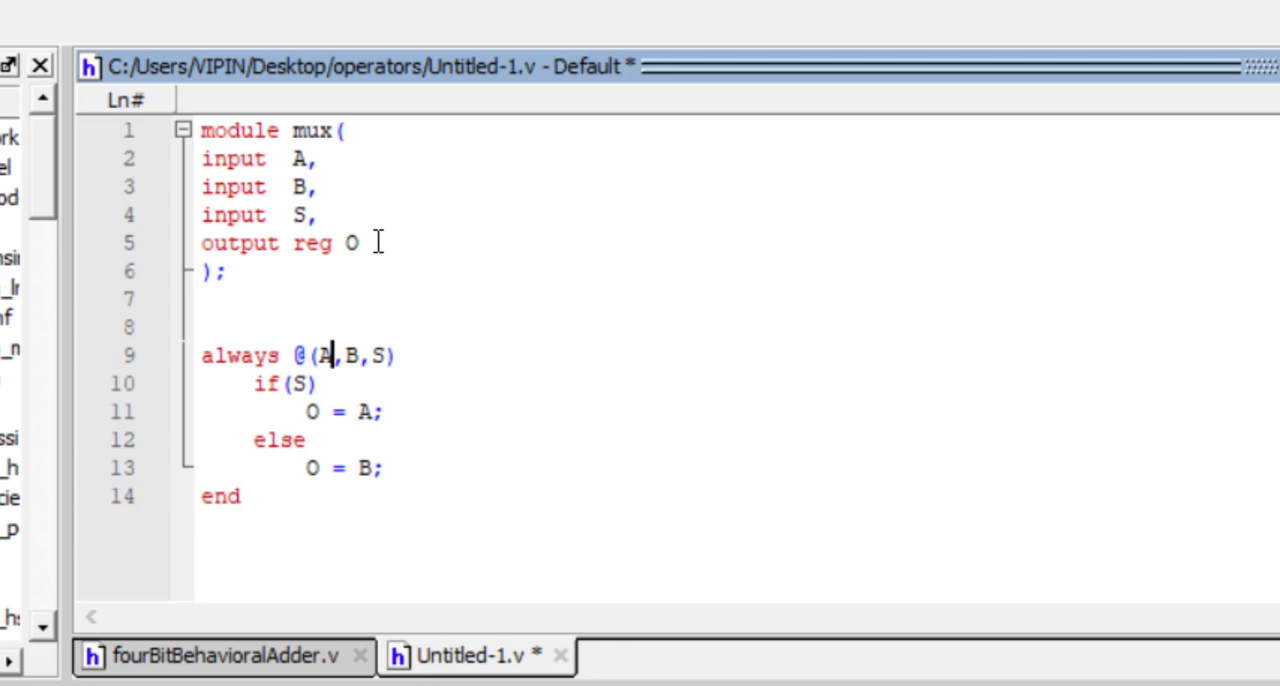 C:/Users/VIPIN/Desktop/operators/Untitled-1.v - Default *
Ln#
1 module mux(
2 input  A,
3 input  B,
4 input  S,
5 output reg O
6 );
7
8
9 always @(A,B,S)
10     if(S)
11         O = A;
12     else
13         O = B;
14 end
fourBitBehavioralAdder.v
Untitled-1.v *